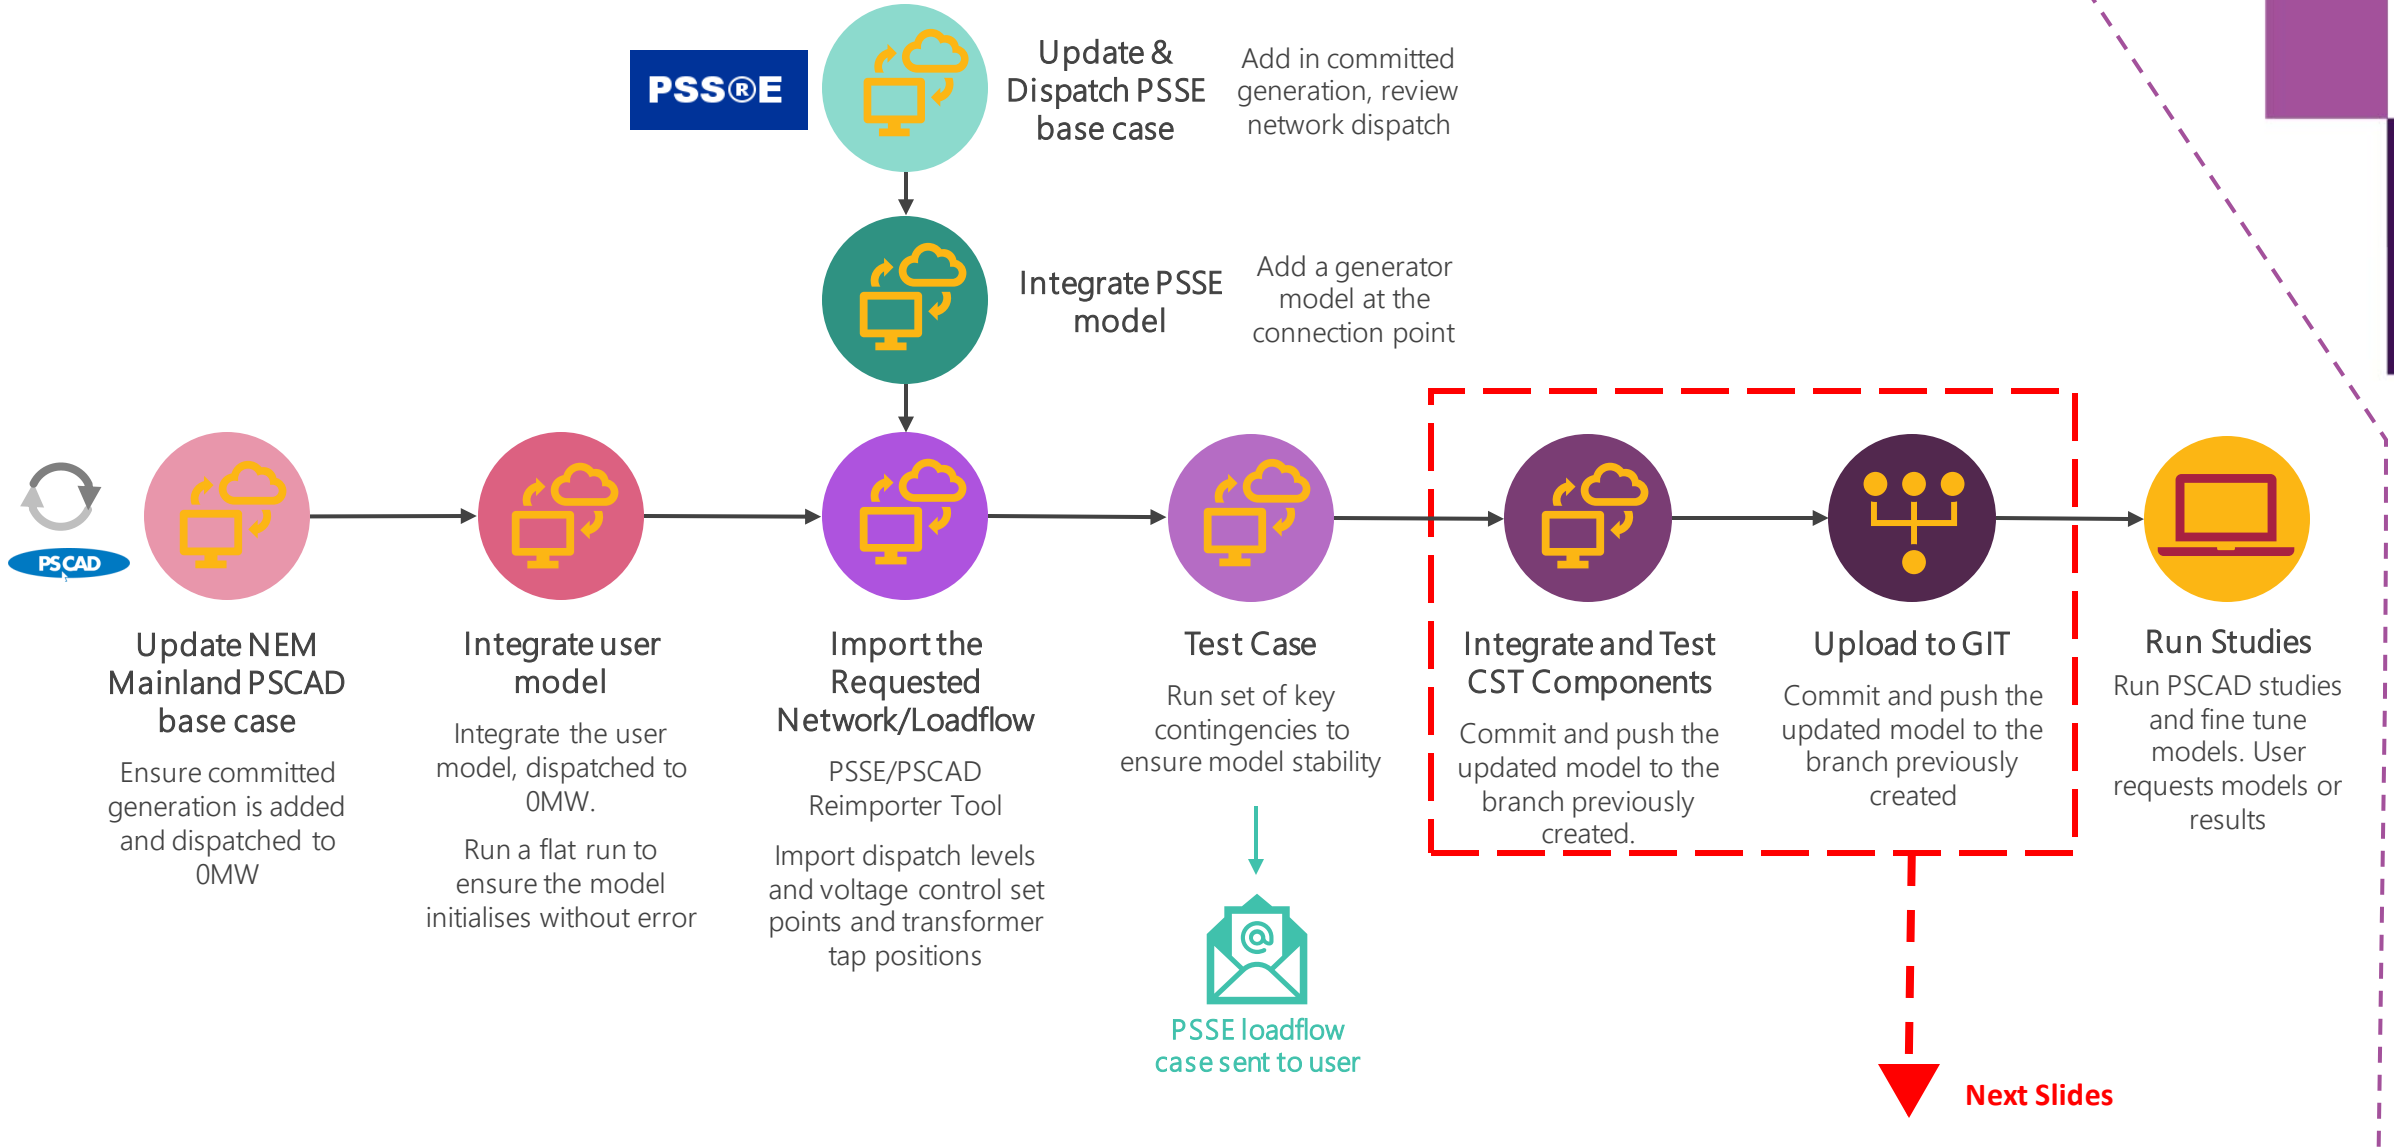 PSS®E
Update &
Dispatch PSSE
base case
Add in committed
generation, review
network dispatch
Integrate PSSE
model
Add a generator
model at the
connection point
PSCAD
Update NEM
Mainland PSCAD
base case
Ensure committed
generation is added
and dispatched to
0MW
Integrate user
model
Integrate the user
model, dispatched to
0MW.
Run a flat run to
ensure the model
initialises without error
Import the
Requested
Network/Loadflow
PSSE/PSCAD
Reimporter Tool
Import dispatch levels
and voltage control set
points and transformer
tap positions
Test Case
Run set of key
contingencies to
ensure model stability
@
PSSE loadflow
case sent to user
Integrate and Test
CST Components
Commit and push the
updated model to the
branch previously
created.
Upload to GIT
Commit and push the
updated model to the
branch previously
created
Run Studies
Run PSCAD studies
and fine tune
models. User
requests models or
results
Next Slides